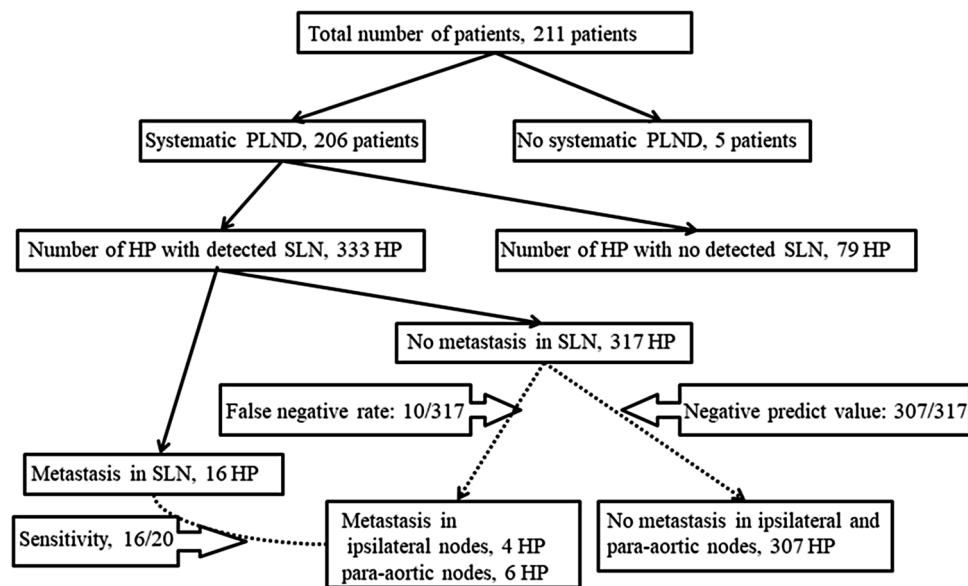 Total number of patients, 211 patients
Systematic PLND, 206 patients
No systematic PLND, 5 patients
Number of HP with detected SLN, 333 HP
Number of HP with no detected SLN, 79 HP
No metastasis in SLN, 317 HP
False negative rate: 10/317
Negative predict value: 307/317
Metastasis in SLN, 16 HP
Sensitivity, 16/20
Metastasis in
ipsilateral nodes, 4 HP
para-aortic nodes, 6 HP
No metastasis in ipsilateral and
para-aortic nodes, 307 HP